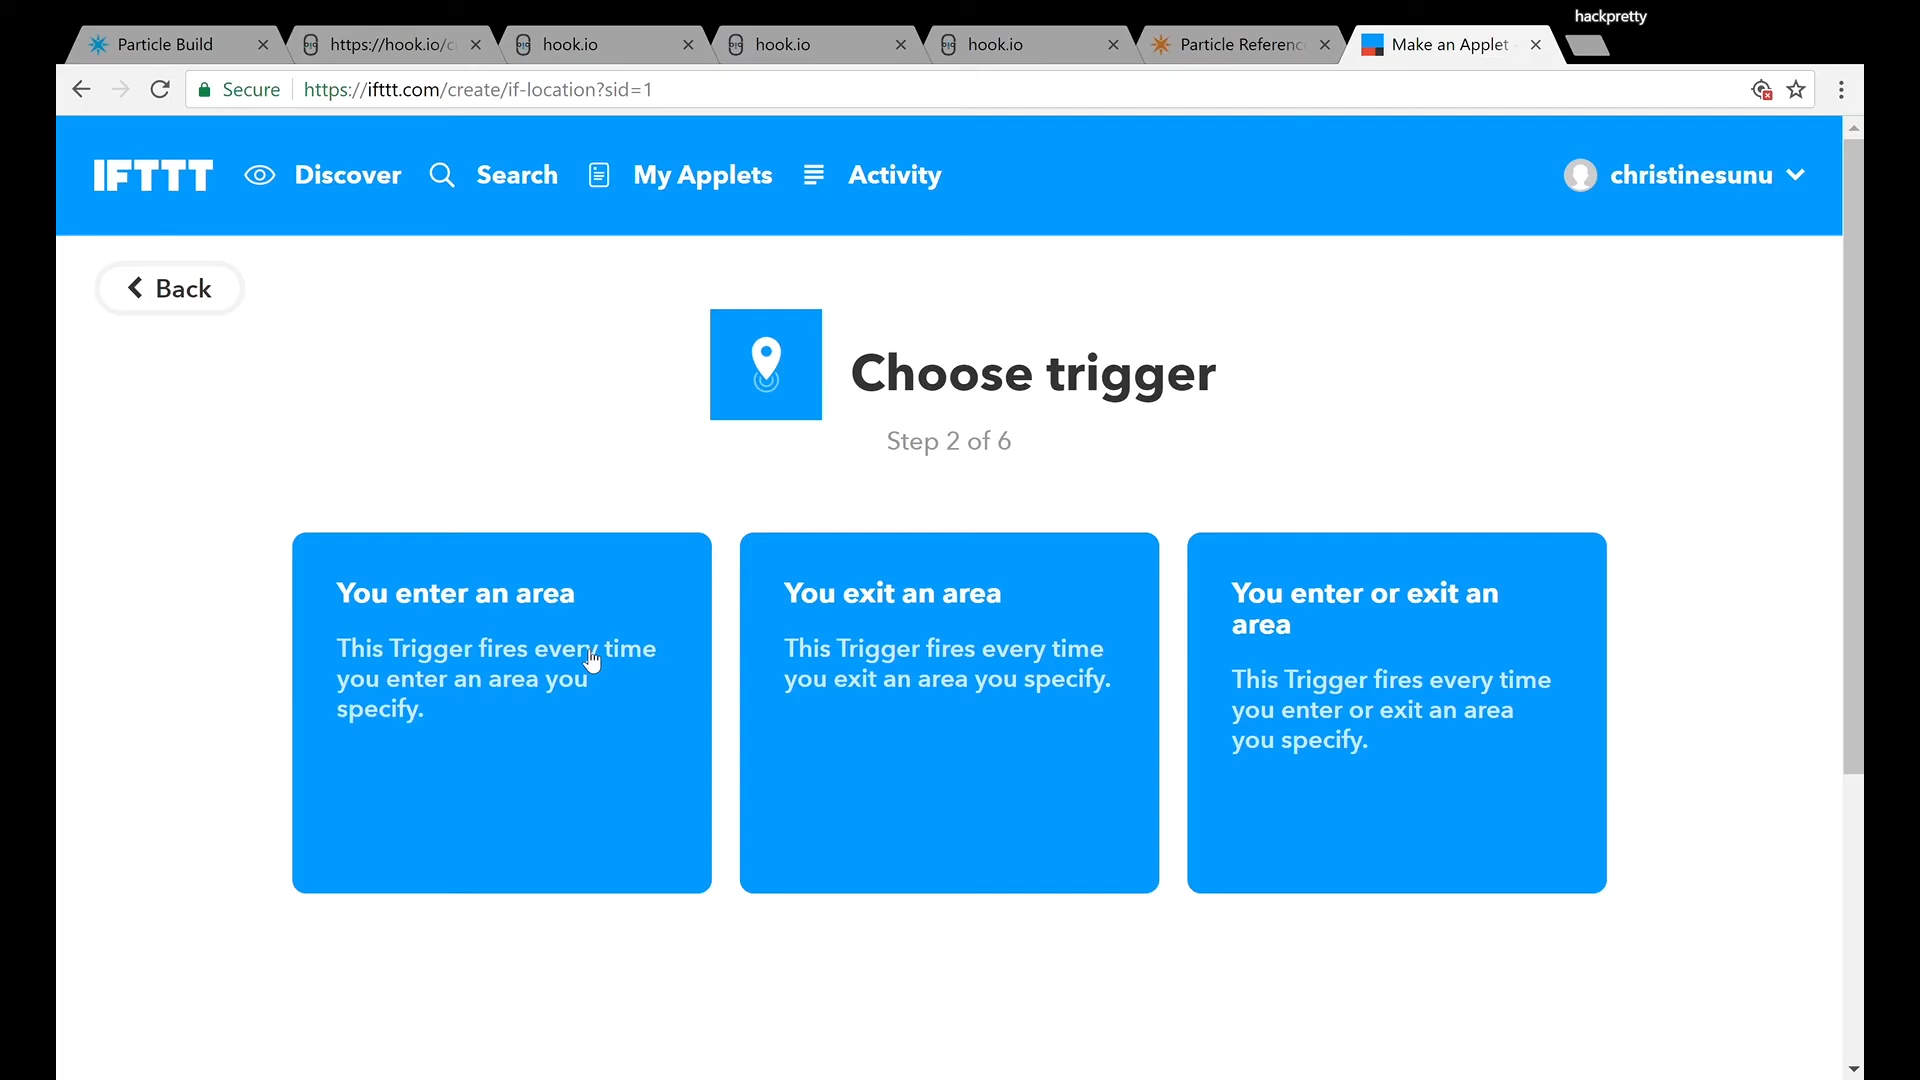 hackpretty
Particle Build
https://hook.io/c
hook.io
hook.io
hook.io
Particle Referenc
Make an Applet
Secure
https://ifttt.com/create/if-location?sid=1
IFTTT
Discover
Search
My Applets
Activity
christinesunu
Back
Choose trigger
Step 2 of 6
You enter an area
This Trigger fires every time
you enter an area you
specify.
You exit an area
This Trigger fires every time
you exit an area you specify.
You enter or exit an
area
This Trigger fires every time
you enter or exit an area
you specify.